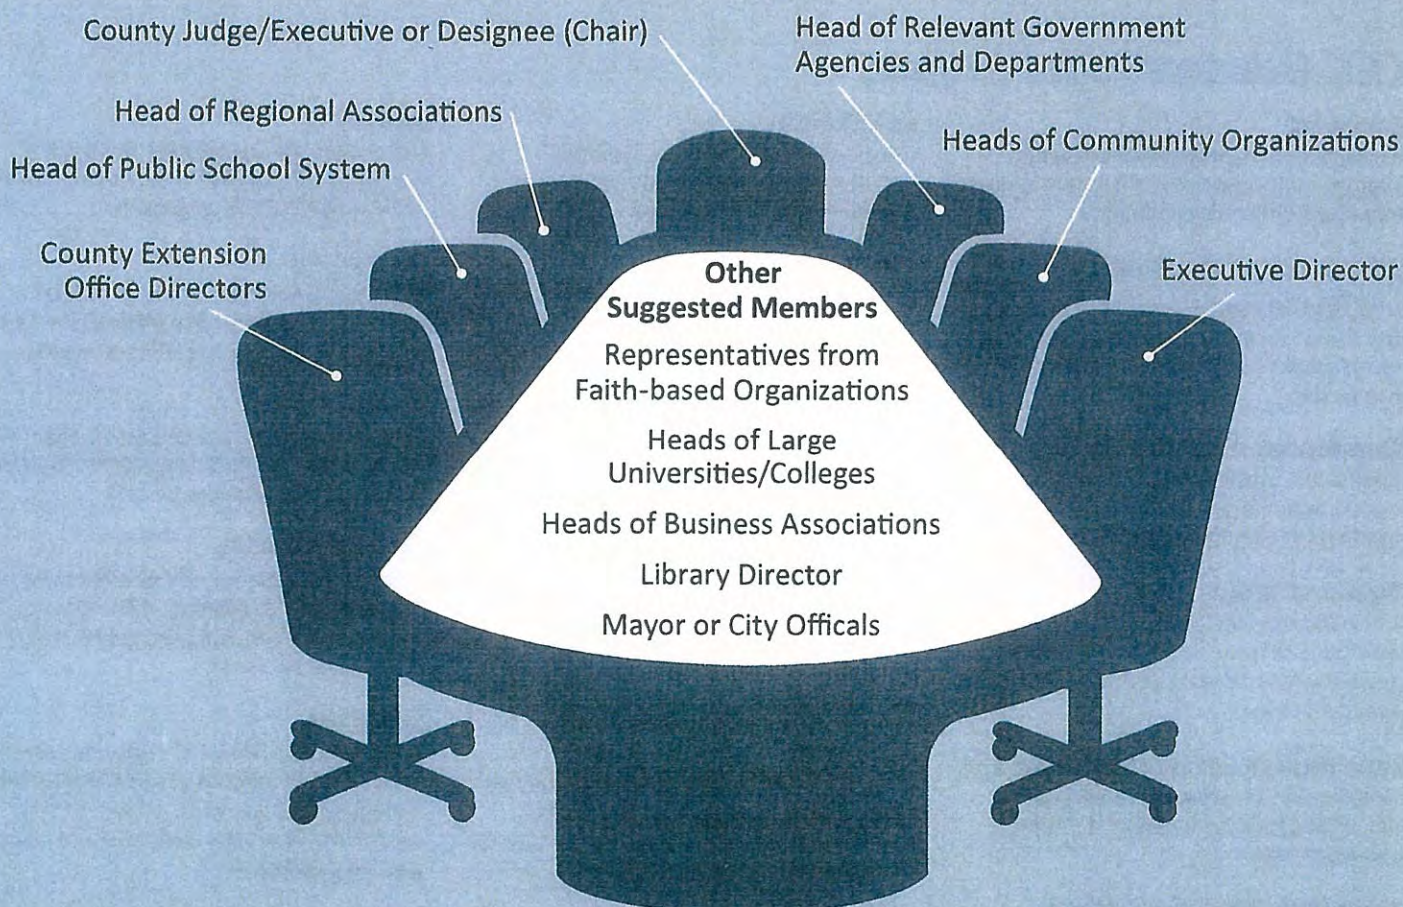 County Judge/Executive or Designee (Chair)
Head of Relevant Government
Agencies and Departments
Head of Regional Associations
Heads of Community Organizations
Head of Public School System
County Extension
Office Directors
Executive Director
Other
Suggested Members
Representatives from
Faith-based Organizations
Heads of Large
Universities/Colleges
Heads of Business Associations
Library Director
Mayor or City Officals